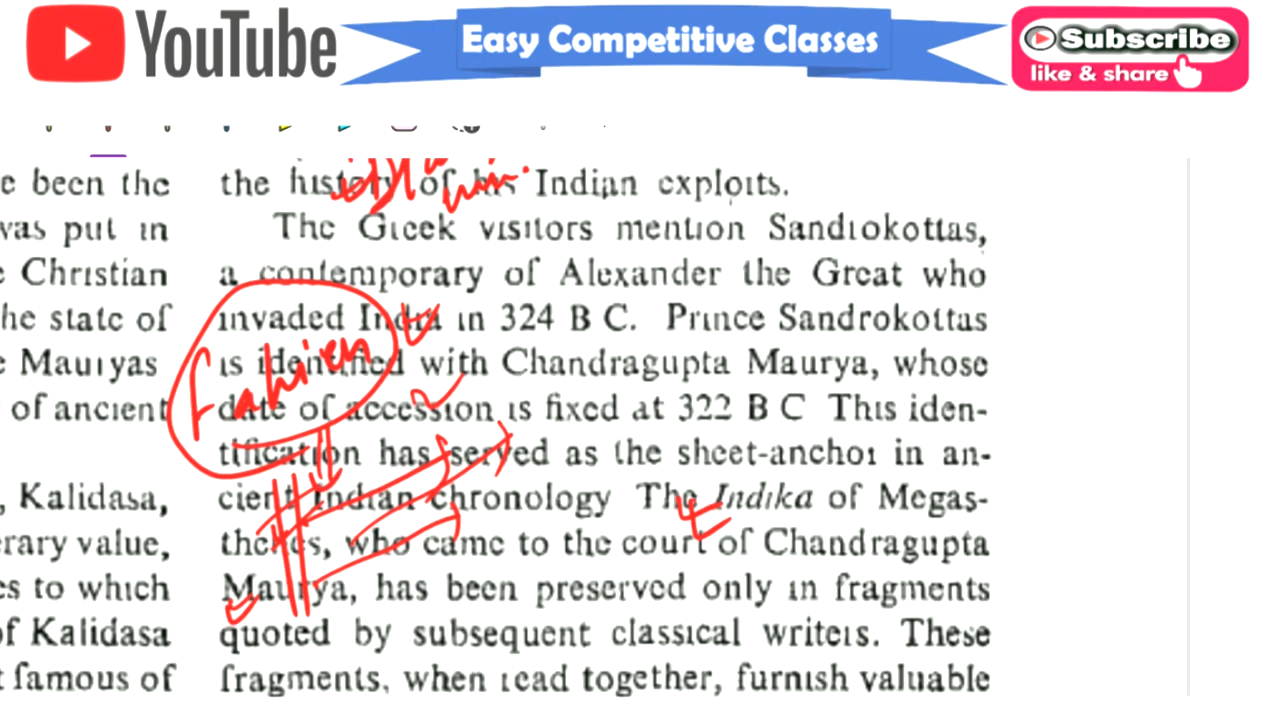 YouTube
Easy Competitive Classes
Subscribe
like & share
e been the
vas put in
e Christian
he state of
e Mauryas
of ancient
, Kalidasa,
erary value,
es to which
of Kalidasa
t famous of
the history of his Indian exploits.
The Greek visitors mention Sandrokottas,
a contemporary of Alexander the Great who
invaded India in 324 B C. Prince Sandrokottas
is identified with Chandragupta Maurya, whose
date of accession is fixed at 322 B C This iden-
tification has served as the sheet-anchor in an-
cient Indian chronology The Indika of Megas-
thenes, who came to the court of Chandragupta
Maurya, has been preserved only in fragments
quoted by subsequent classical writers. These
fragments, when read together, furnish valuable
fahien